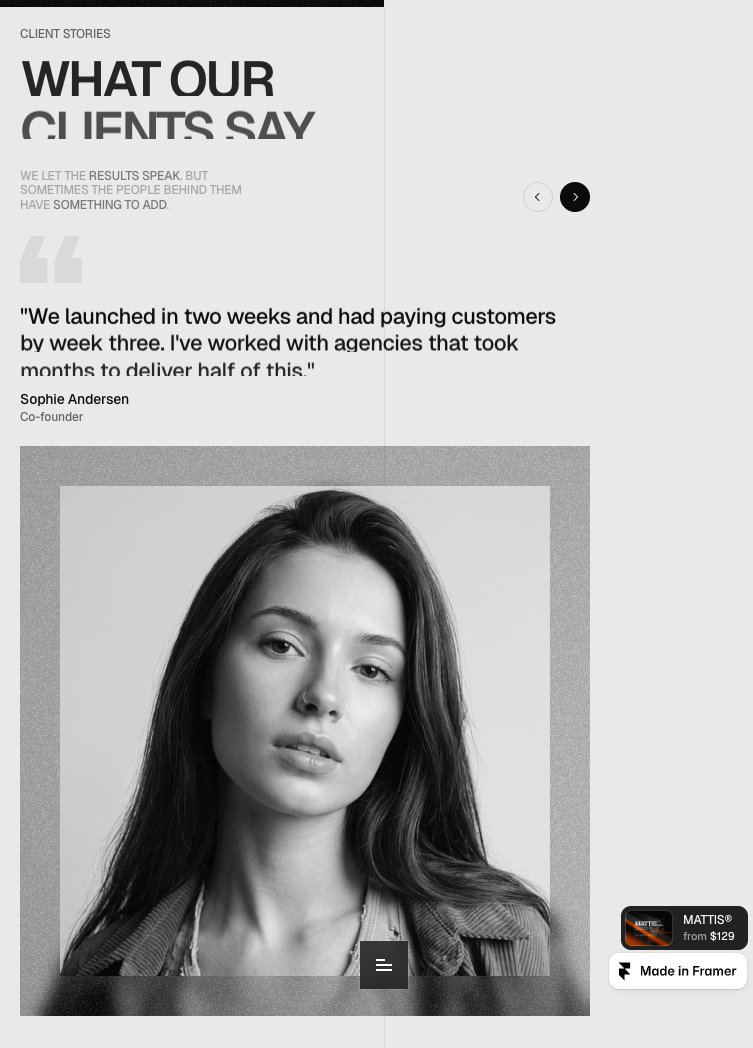 CLIENT STORIES
WHAT OUR
CLIENTS SAY
WE LET THE RESULTS SPEAK. BUT
SOMETIMES THE PEOPLE BEHIND THEM
HAVE SOMETHING TO ADD.
"We launched in two weeks and had paying customers
by week three. I've worked with agencies that took
months to deliver half of this."
Sophie Andersen
Co-founder
MATTIS
MATTIS®
from $129
Made in Framer